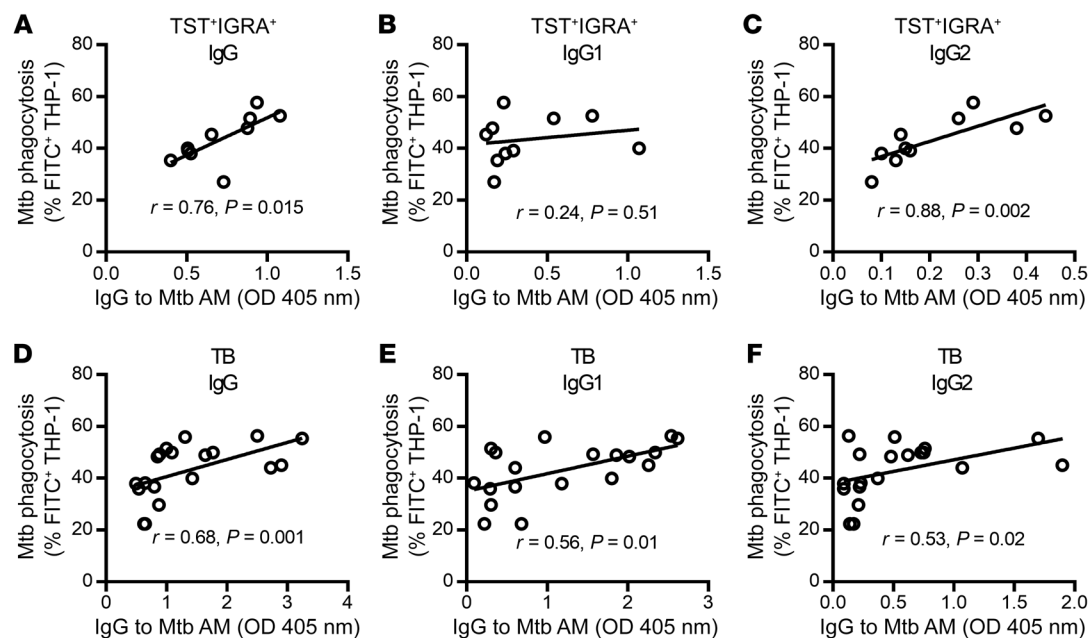 A
TST⁺IGRA⁺
IgG
Mtb phagocytosis
(% FITC⁺ THP-1)
80
60
40
20
0
r = 0.76, P = 0.015
0.0 0.5 1.0 1.5
IgG to Mtb AM (OD 405 nm)
B
TST⁺IGRA⁺
IgG1
Mtb phagocytosis
(% FITC⁺ THP-1)
80
60
40
20
0
r = 0.24, P = 0.51
0.0 0.5 1.0 1.5
IgG to Mtb AM (OD 405 nm)
C
TST⁺IGRA⁺
IgG2
Mtb phagocytosis
(% FITC⁺ THP-1)
80
60
40
20
0
r = 0.88, P = 0.002
0.0 0.1 0.2 0.3 0.4 0.5
IgG to Mtb AM (OD 405 nm)
D
TB
IgG
Mtb phagocytosis
(% FITC⁺ THP-1)
80
60
40
20
0
r = 0.68, P = 0.001
0 1 2 3 4
IgG to Mtb AM (OD 405 nm)
E
TB
IgG1
Mtb phagocytosis
(% FITC⁺ THP-1)
80
60
40
20
0
r = 0.56, P = 0.01
0 1 2 3
IgG to Mtb AM (OD 405 nm)
F
TB
IgG2
Mtb phagocytosis
(% FITC⁺ THP-1)
80
60
40
20
0
r = 0.53, P = 0.02
0.0 0.5 1.0 1.5 2.0
IgG to Mtb AM (OD 405 nm)